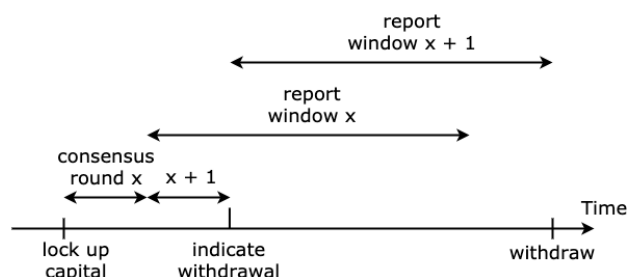 report
window x + 1
report
window x
consensus
round x
x + 1
Time
lock up
capital
indicate
withdrawal
withdraw